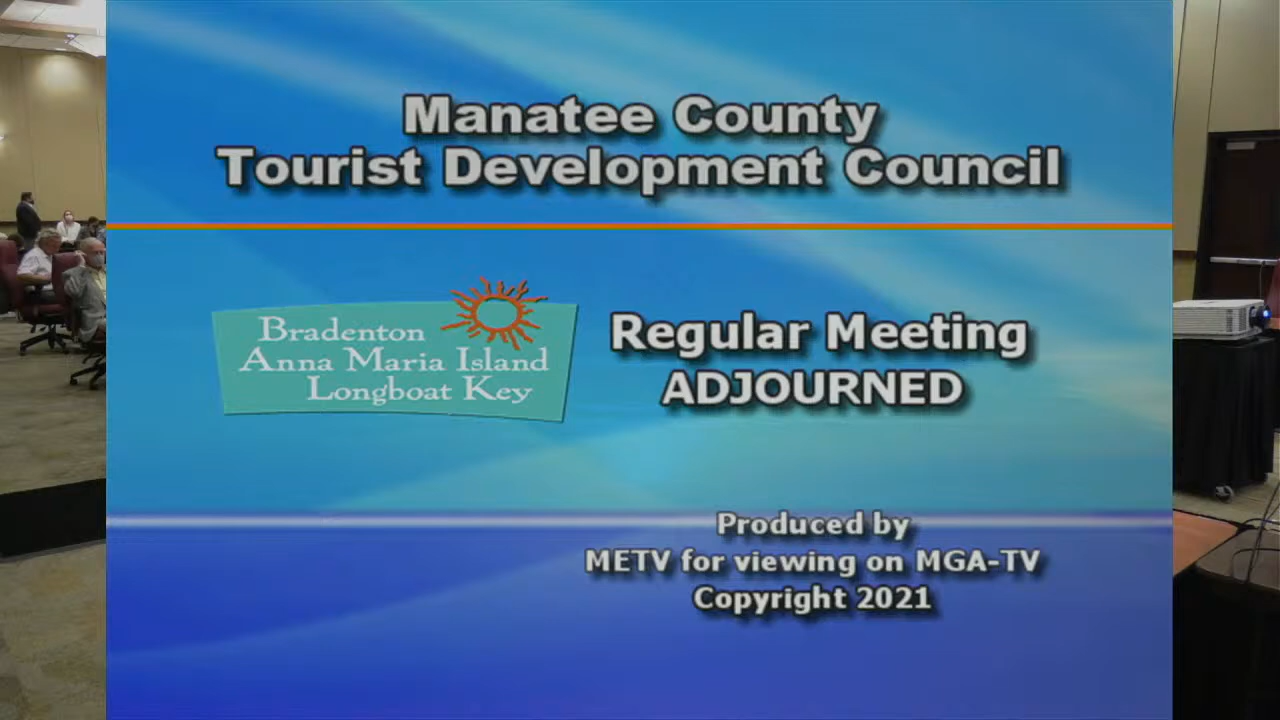 Manatee County
Tourist Development Council
Bradenton
Anna Maria Island
Longboat Key
Regular Meeting
ADJOURNED
Produced by
METV for viewing on MGA-TV
Copyright 2021